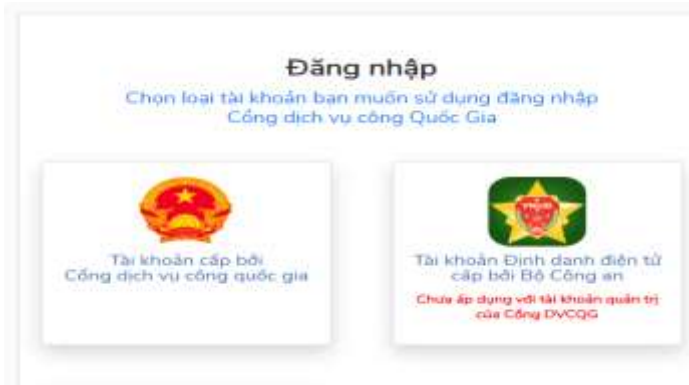 Đăng nhập
Chọn loại tài khoản bạn muốn sử dụng đăng nhập
Cổng dịch vụ công Quốc Gia
Tài khoản cấp bởi
Cổng dịch vụ công quốc gia
Tài khoản Định danh điện tử
cấp bởi Bộ Công an
Chưa áp dụng với tài khoản quản trị
của Cổng DVCQG